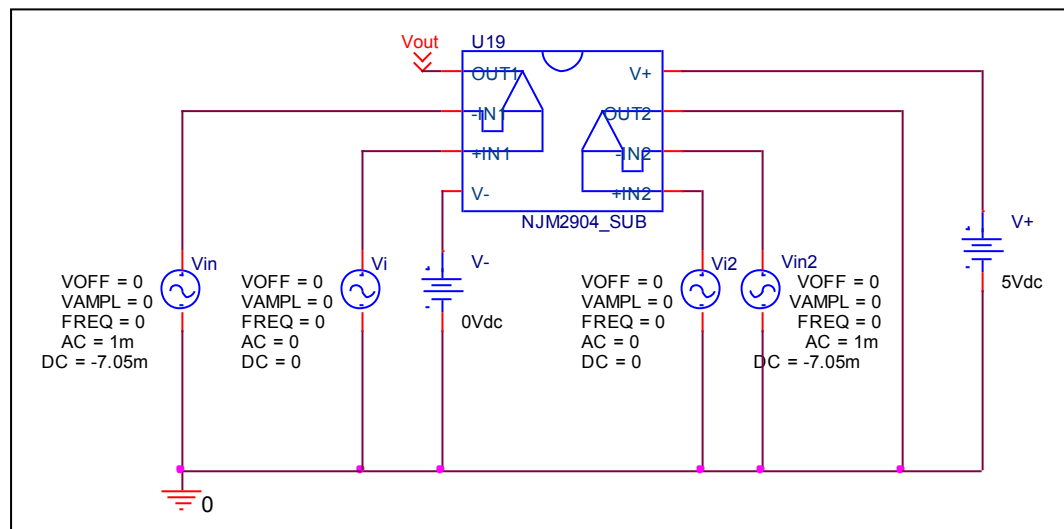 U19
Vout
OUT1
-IN1
+IN1
V-
V+
OUT2
-IN2
+IN2
NJM2904_SUB
Vin
VOFF = 0
VAMPL = 0
FREQ = 0
AC = 1m
DC = -7.05m
Vi
VOFF = 0
VAMPL = 0
FREQ = 0
AC = 0
DC = 0
V-
0Vdc
Vi2
VOFF = 0
VAMPL = 0
FREQ = 0
AC = 0
DC = 0
Vin2
VOFF = 0
VAMPL = 0
FREQ = 0
AC = 1m
DC = -7.05m
V+
5Vdc
0